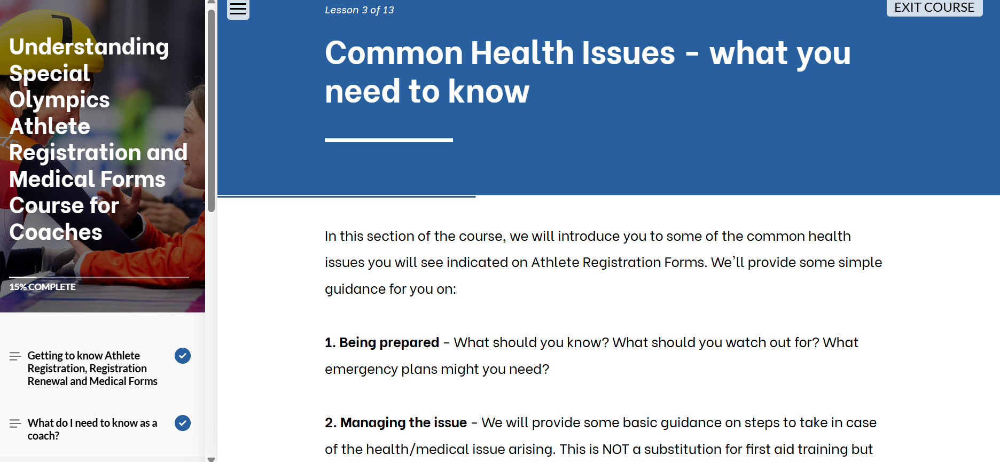 Understanding
Special
Olympics
Athlete
Registration and
Medical Forms
Course for
Coaches
15% COMPLETE
Getting to know Athlete
Registration, Registration
Renewal and Medical Forms
What do I need to know as a
coach?
Lesson 3 of 13
EXIT COURSE
Common Health Issues - what you
need to know
In this section of the course, we will introduce you to some of the common health
issues you will see indicated on Athlete Registration Forms. We'll provide some simple
guidance for you on:
1. Being prepared - What should you know? What should you watch out for? What
emergency plans might you need?
2. Managing the issue - We will provide some basic guidance on steps to take in case
of the health/medical issue arising. This is NOT a substitution for first aid training but